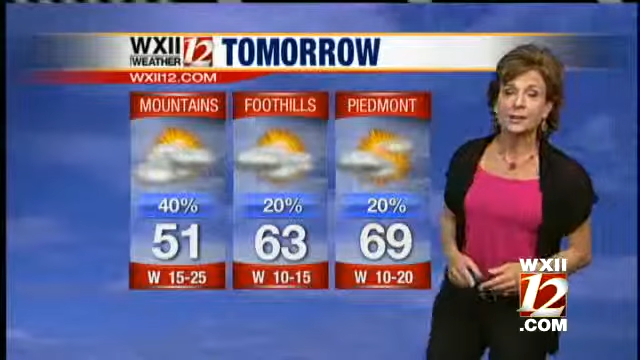 WXII 12
WEATHER
TOMORROW
WXII12.COM
MOUNTAINS FOOTHILLS PIEDMONT
40% 20% 20%
51 63 69
W 15-25 W 10-15 W 10-20
WXII
12
.COM